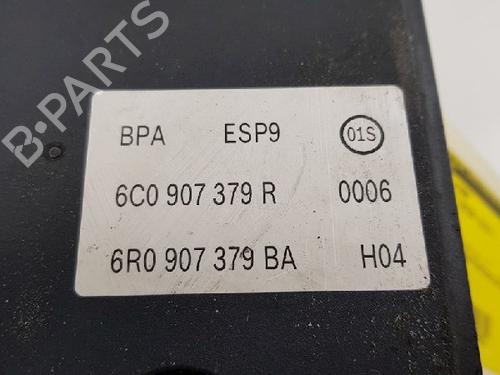 B-PARTS
BPA ESP9 01S
6C0 907 379 R 0006
6R0 907 379 BA H04